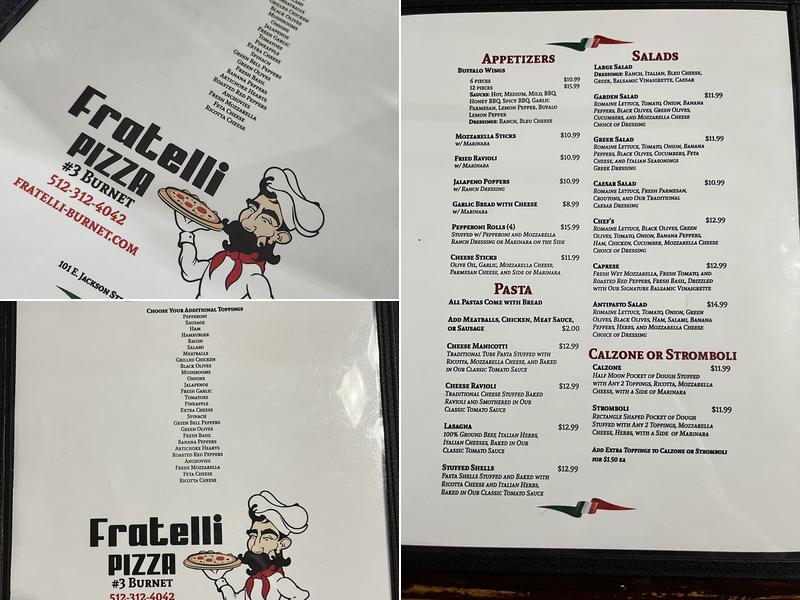 Salami
Meatballs
Grilled Chicken
Black Olives
Mushrooms
Onions
Jalapenos
Fresh Garlic
Tomatoes
Pineapple
Extra Cheese
Spinach
Green Bell Peppers
Green Olives
Fresh Basil
Banana Peppers
Artichoke Hearts
Roasted Red Peppers
Anchovies
Fresh Mozzarella
Feta Cheese
Ricotta Cheese
Fratelli
PIZZA
#3 Burnet
512-312-4042
fratelli-burnet.com
101 E. Jackson
Choose Your Additional Toppings
Pepperoni
Sausage
Ham
Hamburger
Bacon
Salami
Meatballs
Grilled Chicken
Black Olives
Mushrooms
Onions
Jalapenos
Fresh Garlic
Tomatoes
Pineapple
Extra Cheese
Spinach
Green Bell Peppers
Green Olives
Fresh Basil
Banana Peppers
Artichoke Hearts
Roasted Red Peppers
Anchovies
Fresh Mozzarella
Feta Cheese
Ricotta Cheese
Fratelli
PIZZA
#3 Burnet
512-312-4042
Appetizers
Buffalo Wings
6 pieces $10.99
12 pieces $15.99
Sauces: Hot, Medium, Mild, BBQ,
Honey BBQ, Spicy BBQ, Garlic
Parmesan, Lemon Pepper, Bufalo
Lemon Pepper
Dressings: Ranch, Bleu Cheese
Mozzarella Sticks $10.99
w/ Marinara
Fried Ravioli $10.99
w/ Marinara
Jalapeno Poppers $10.99
w/ Ranch Dressing
Garlic Bread with Cheese $8.99
w/ Marinara
Pepperoni Rolls (4) $15.99
Stuffed w/ Pepperoni and Mozzarella
Ranch Dressing or Marinara on the Side
Cheese Sticks $11.99
Olive Oil, Garlic, Mozzarella Cheese,
Parmesan Cheese, and Side of Marinara
Pasta
All Pastas Come with Bread
Add Meatballs, Chicken, Meat Sauce,
or Sausage $2.00
Cheese Manicotti $12.99
Traditional Tube Pasta Stuffed with
Ricotta, Mozzarella Cheese, and Baked
in our Classic Tomato Sauce
Cheese Ravioli $12.99
Traditional Cheese Stuffed Baked
Ravioli and Smothered in Our
Classic Tomato Sauce
Lasagna $12.99
100% Ground Beef, Italian Herbs,
Italian Cheeses, Baked in Our
Classic Tomato Sauce
Stuffed Shells $12.99
Pasta Shells Stuffed and Baked with
Ricotta Cheese and Italian Herbs,
Baked in Our Classic Tomato Sauce
Salads
Large Salad
Dressings: Ranch, Italian, Bleu Cheese,
Greek, Balsamic Vinaigrette, Caesar
Garden Salad $11.99
Romaine Lettuce, Tomato, Onion, Banana
Peppers, Black Olives, Green Olives,
Cucumbers, and Mozzarella Cheese
Choice of Dressing
Greek Salad $11.99
Romaine Lettuce, Tomato, Onion, Banana
Peppers, Black Olives, Cucumbers, Feta
Cheese, and Italian Seasonings
Greek Dressing
Caesar Salad $10.99
Romaine Lettuce, Fresh Parmesan,
Croutons, and Our Traditional
Caesar Dressing
Chef's $12.99
Romaine Lettuce, Black Olives, Green
Olives, Tomato, Onion, Banana Peppers,
Ham, Chicken, Cucumber, Mozzarella Cheese
Choice of Dressing
Caprese $12.99
Fresh Wet Mozzarella, Fresh Tomato, and
Roasted Red Peppers, Fresh Basil, Drizzled
with Our Signature Balsamic Vinaigrette
Antipasto Salad $14.99
Romaine Lettuce, Tomato, Onion, Green
Olives, Black Olives, Ham, Salami, Banana
Peppers, Herbs, and Mozzarella Cheese
Choice of Dressing
Calzone or Stromboli
Calzone $11.99
Half Moon Pocket of Dough Stuffed
with Any 2 Toppings, Ricotta, Mozzarella
Cheese, with a Side of Marinara
Stromboli $11.99
Rectangle Shaped Pocket of Dough
Stuffed with Any 2 Toppings, Mozzarella
Cheese, Herbs, with a Side of Marinara
Add Extra Toppings to Calzone or Stromboli
for $1.50 ea